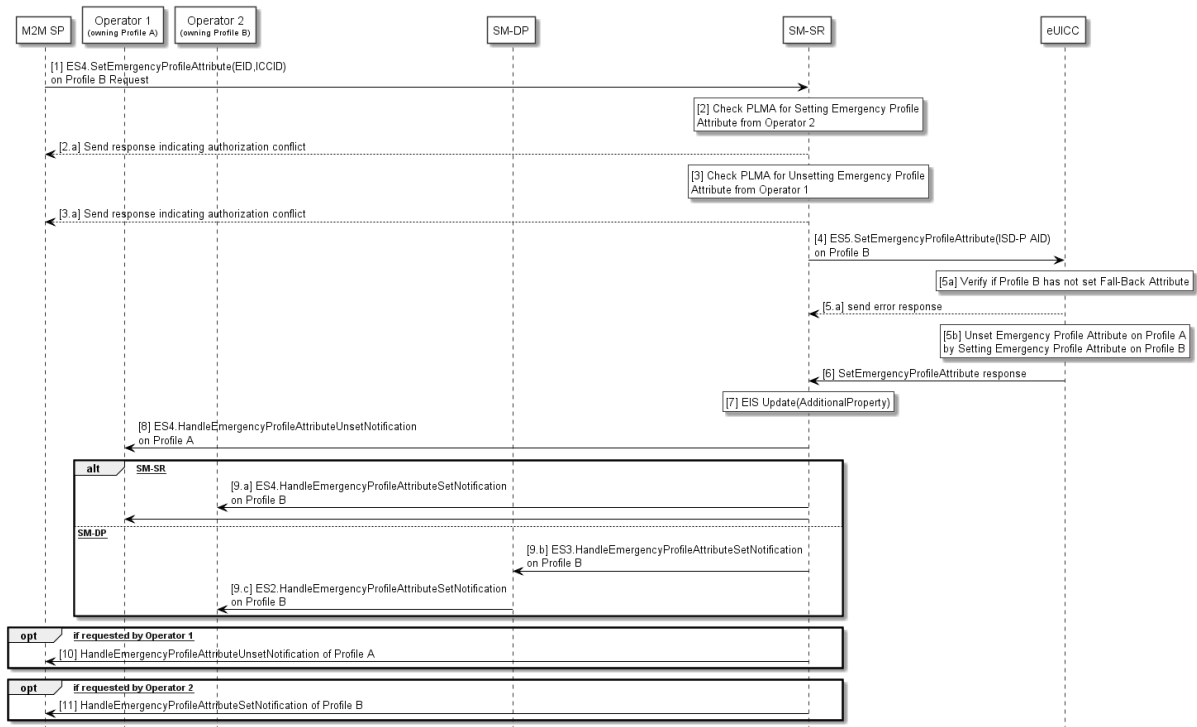 M2M SP
Operator 1
(owning Profile A)
Operator 2
(owning Profile B)
SM-DP
SM-SR
eUICC
[1] ES4.SetEmergencyProfileAttribute(EID,ICCID)
on Profile B Request
[2] Check PLMA for Setting Emergency Profile
Attribute from Operator 2
[2.a] Send response indicating authorization conflict
[3] Check PLMA for Unsetting Emergency Profile
Attribute from Operator 1
[3.a] Send response indicating authorization conflict
[4] ES5.SetEmergencyProfileAttribute(ISD-P AID)
on Profile B
[5a] Verify if Profile B has not set Fall-Back Attribute
[5.a] send error response
[5b] Unset Emergency Profile Attribute on Profile A
by Setting Emergency Profile Attribute on Profile B
[6] SetEmergencyProfileAttribute response
[7] EIS Update(AdditionalProperty)
[8] ES4.HandleEmergencyProfileAttributeUnsetNotification
on Profile A
alt
SM-SR
[9.a] ES4.HandleEmergencyProfileAttributeSetNotification
on Profile B
SM-DP
[9.b] ES3.HandleEmergencyProfileAttributeSetNotification
on Profile B
[9.c] ES2.HandleEmergencyProfileAttributeSetNotification
on Profile B
opt
if requested by Operator 1
[10] HandleEmergencyProfileAttributeUnsetNotification of Profile A
opt
if requested by Operator 2
[11] HandleEmergencyProfileAttributeSetNotification of Profile B